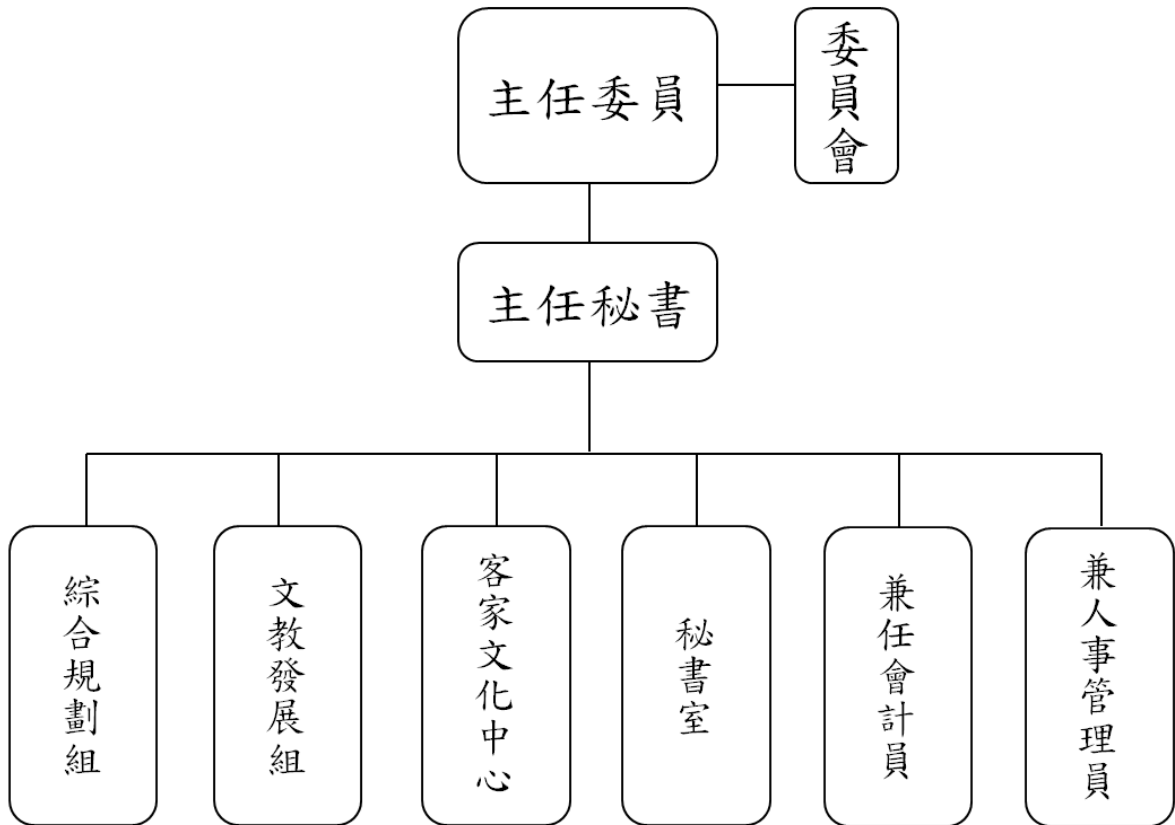 主任委員
委員會
主任秘書
綜合規劃組
文教發展組
客家文化中心
秘書室
兼任會計員
兼人事管理員